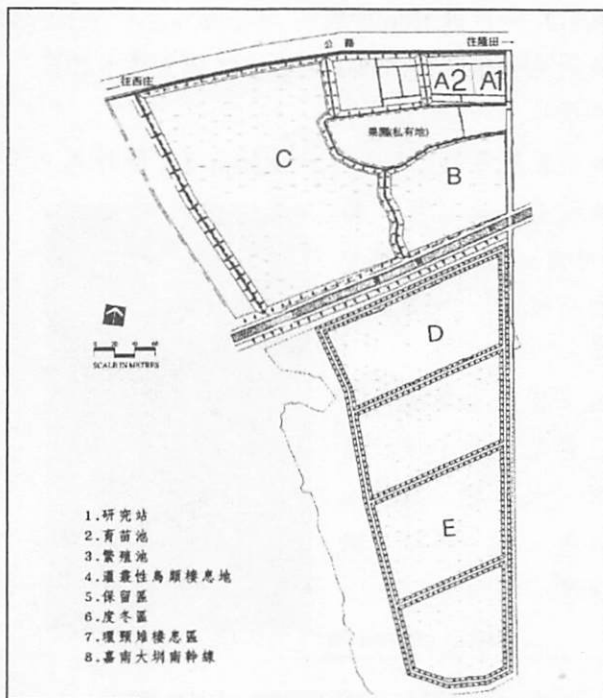 公路
往隆田
往西庄
A2
A1
果園(私有地)
C
B
D
SCALE IN METERS
E
1.研究站
2.育苗池
3.繁殖池
4.灌叢性鳥類棲息地
5.保留區
6.度冬區
7.環頸雉棲息區
8.嘉南大圳南幹線